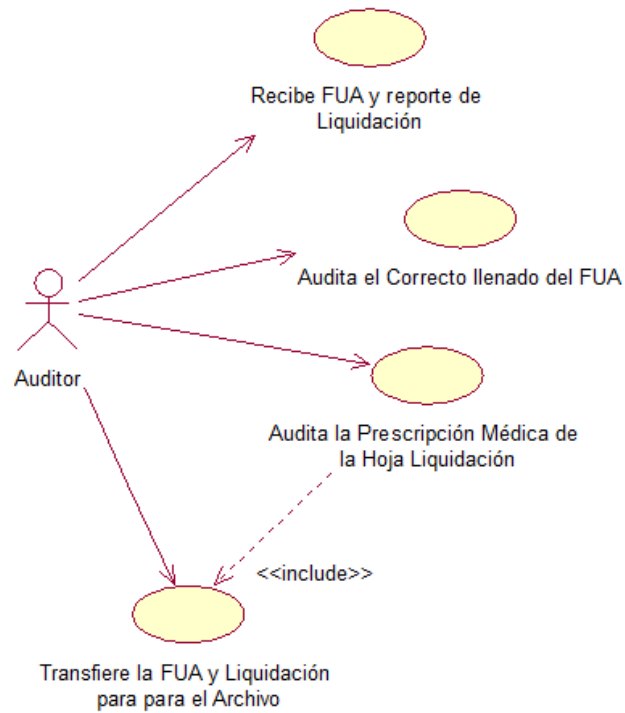 Recibe FUA y reporte de
Liquidación
Audita el Correcto llenado del FUA
Auditor
Audita la Prescripción Médica de
la Hoja Liquidación
<<include>>
Transfiere la FUA y Liquidación
para para el Archivo